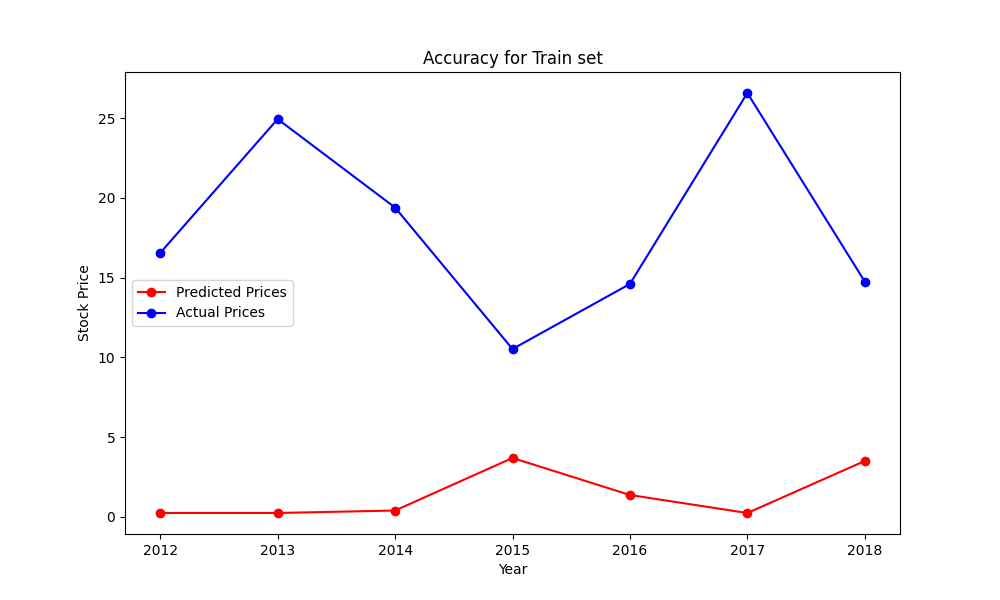 Accuracy for Train set
Stock Price
25
20
15
10
5
0
Predicted Prices
Actual Prices
2012 2013 2014 2015 2016 2017 2018
Year